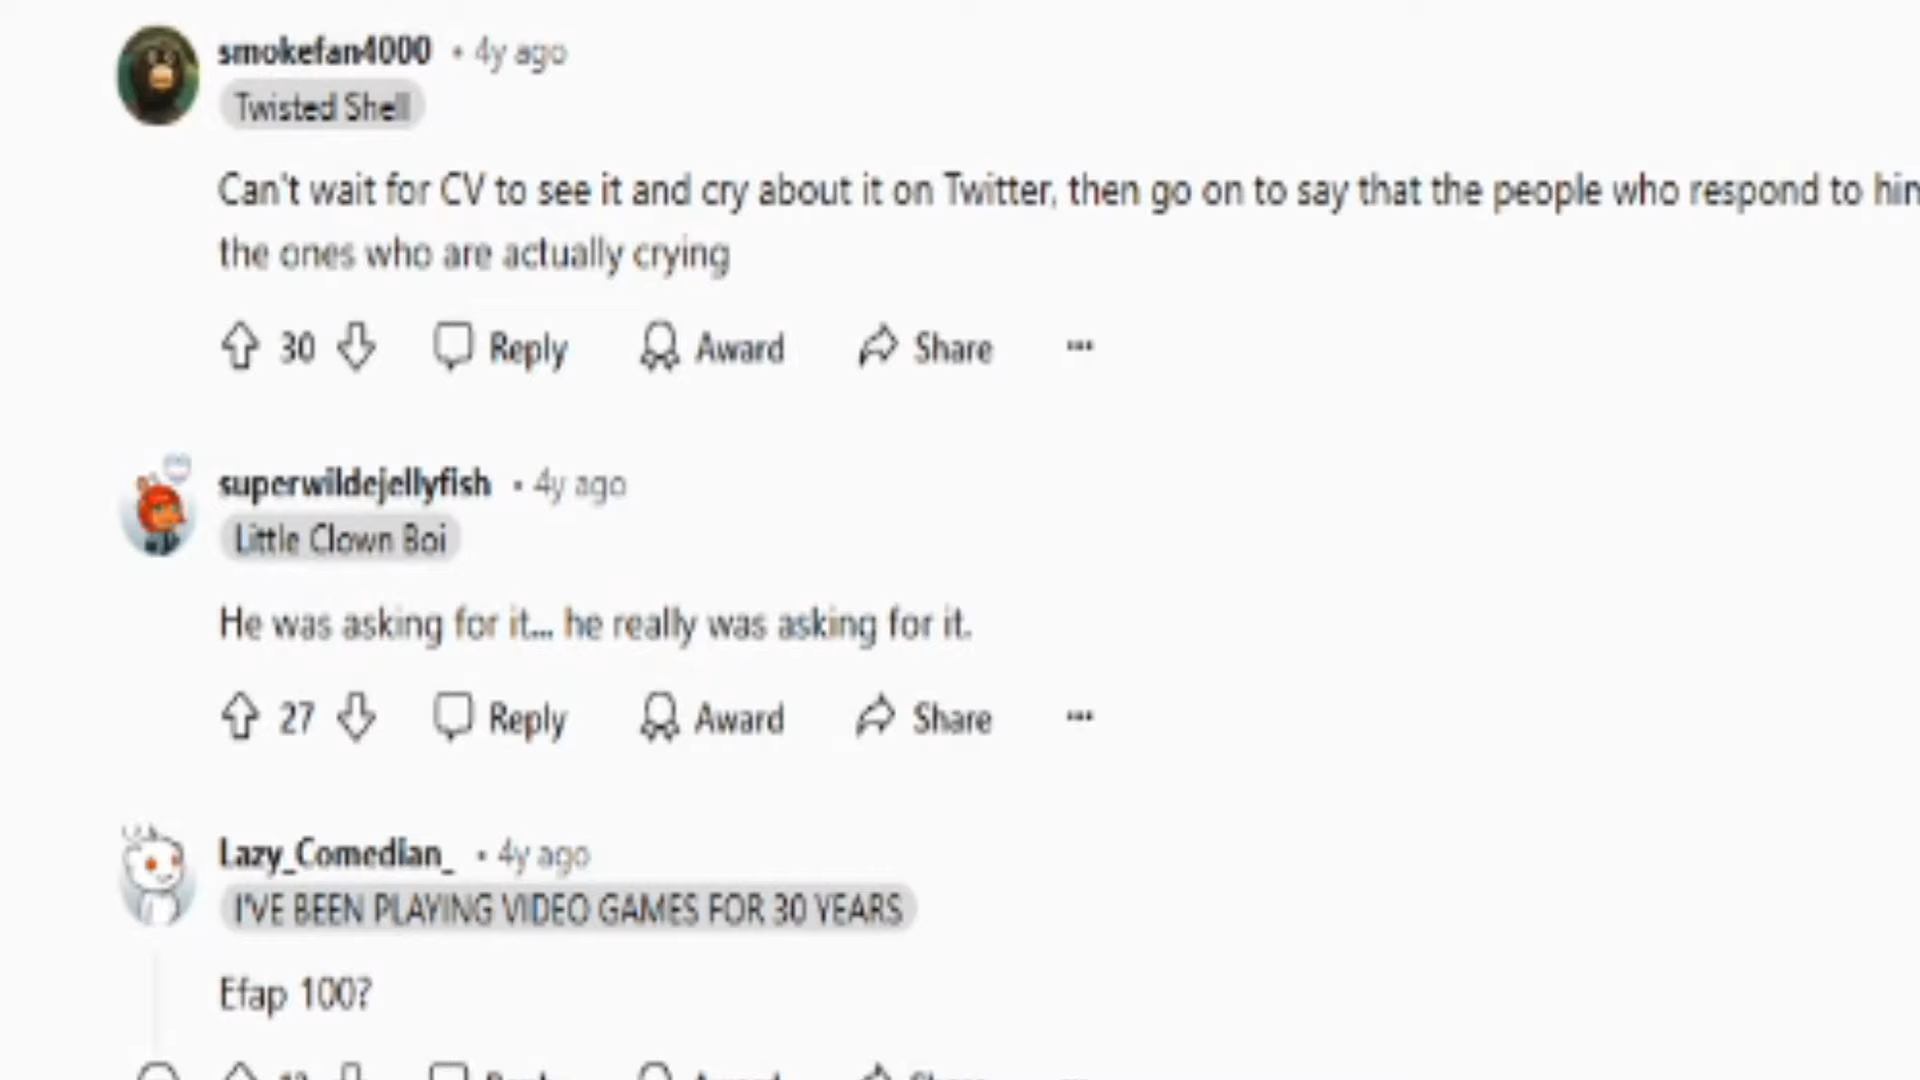 smokefan4000 • 4y ago
Twisted Shell
Can't wait for CV to see it and cry about it on Twitter, then go on to say that the people who respond to
the ones who are actually crying
30 Reply Award Share ...
superwildejellyfish • 4y ago
Little Clown Boi
He was asking for it... he really was asking for it.
27 Reply Award Share ...
Lazy_Comedian_ • 4y ago
I'VE BEEN PLAYING VIDEO GAMES FOR 30 YEARS
Efap 100?